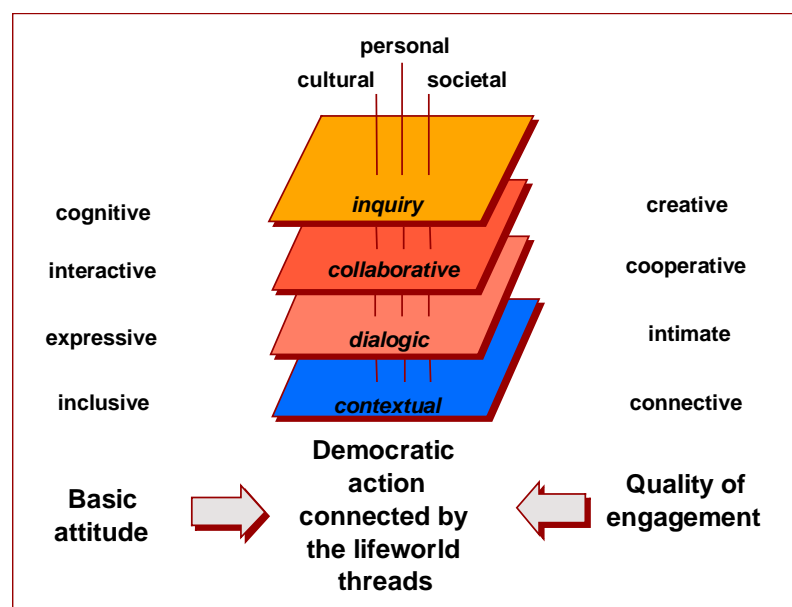 personal
cultural societal
cognitive inquiry creative
interactive collaborative cooperative
expressive dialogic intimate
inclusive contextual connective
Basic
attitude
Democratic
action
connected by
the lifeworld
threads
Quality of
engagement